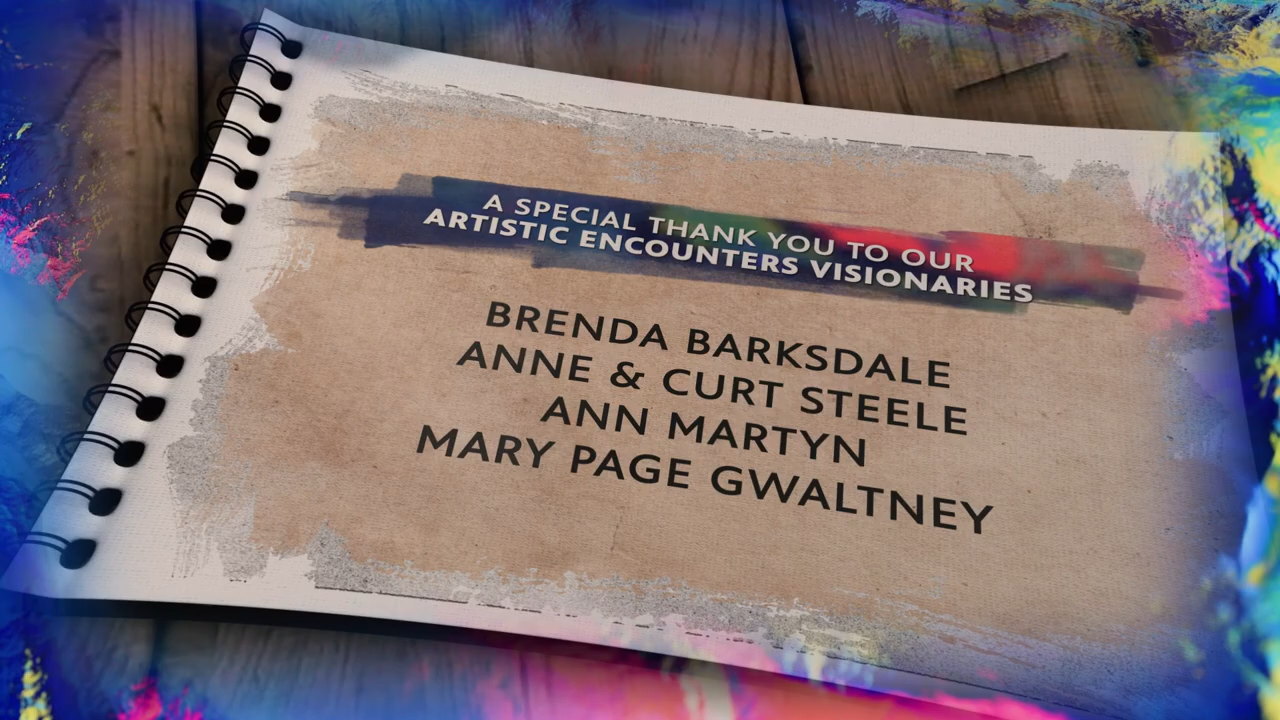 A SPECIAL THANK YOU TO OUR
ARTISTIC ENCOUNTERS VISIONARIES
BRENDA BARKSDALE
ANNE & CURT STEELE
ANN MARTYN
MARY PAGE GWALTNEY